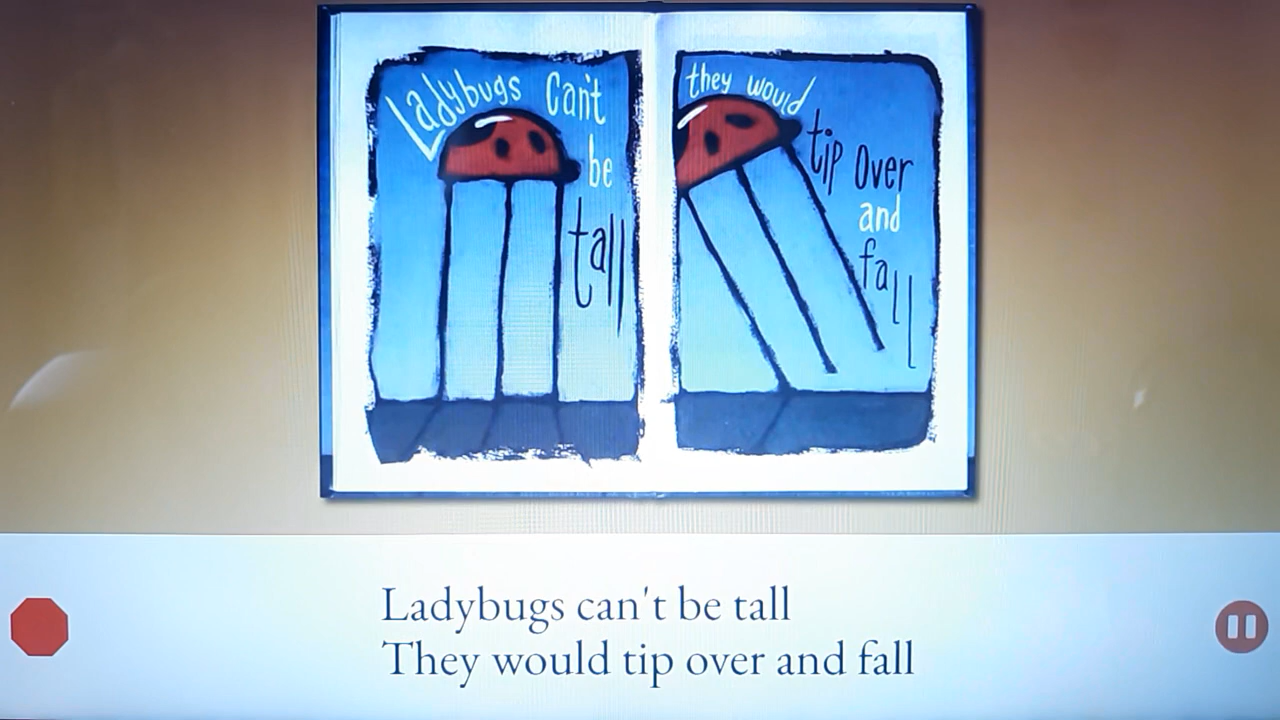 Ladybugs Can't
be
tall
they would
tip Over
and
fall
Ladybugs can't be tall
They would tip over and fall